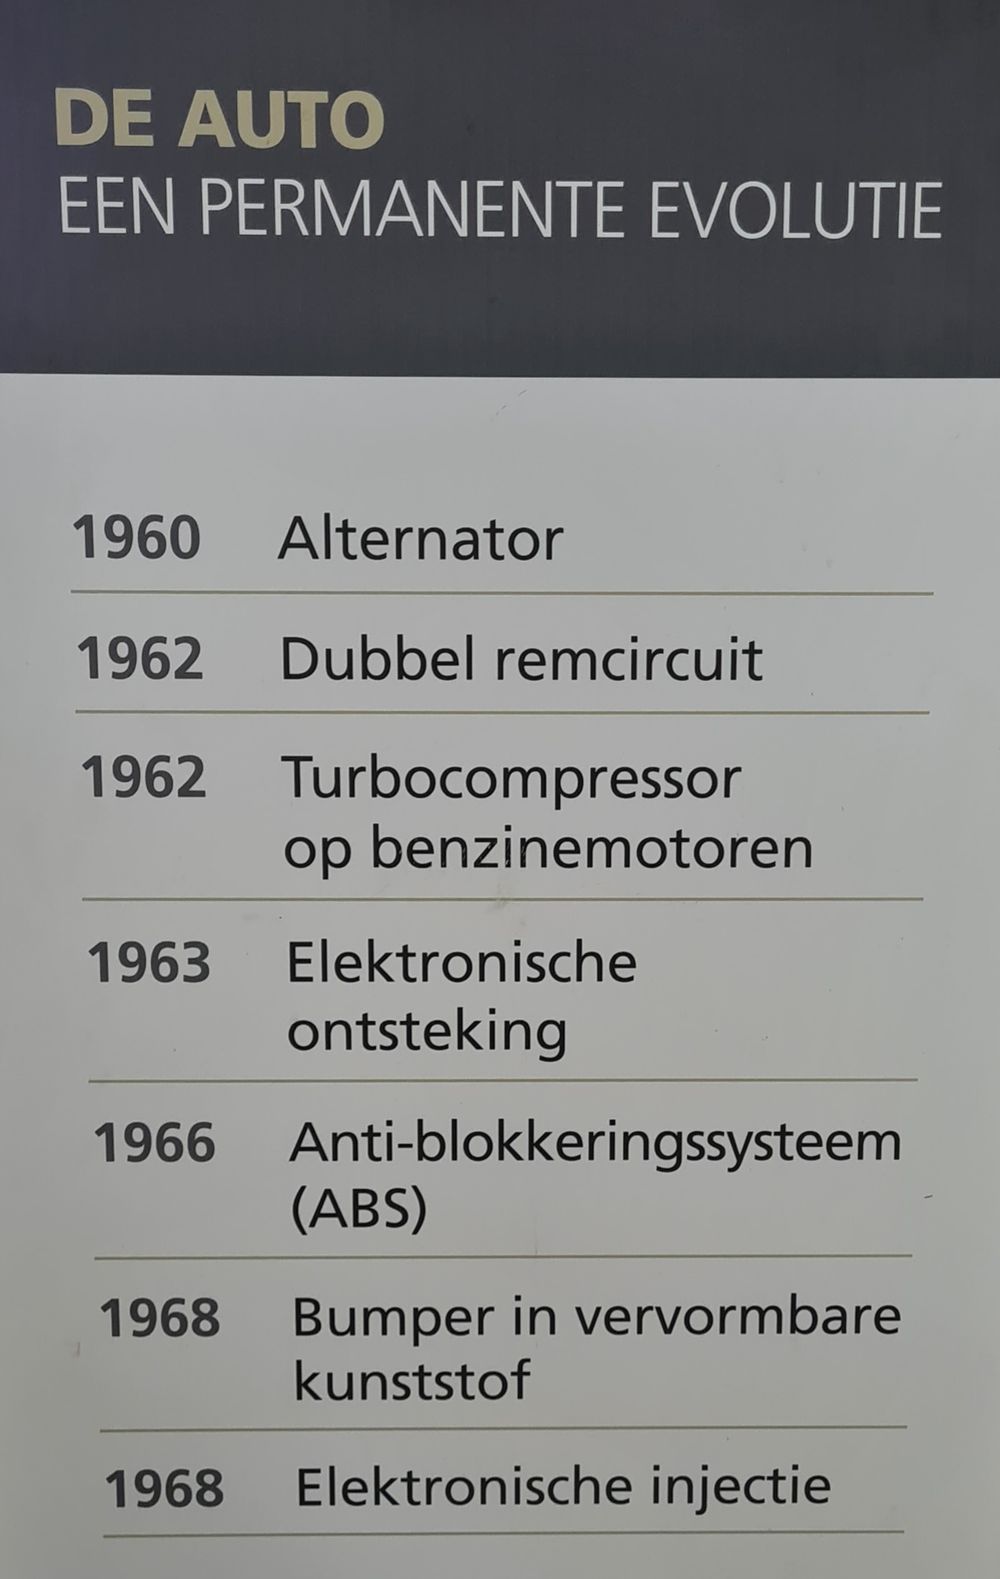 DE AUTO
EEN PERMANENTE EVOLUTIE
1960 Alternator
1962 Dubbel remcircuit
1962 Turbocompressor
op benzinemotoren
1963 Elektronische
ontsteking
1966 Anti-blokkeringssysteem
(ABS)
1968 Bumper in vervormbare
kunststof
1968 Elektronische injectie